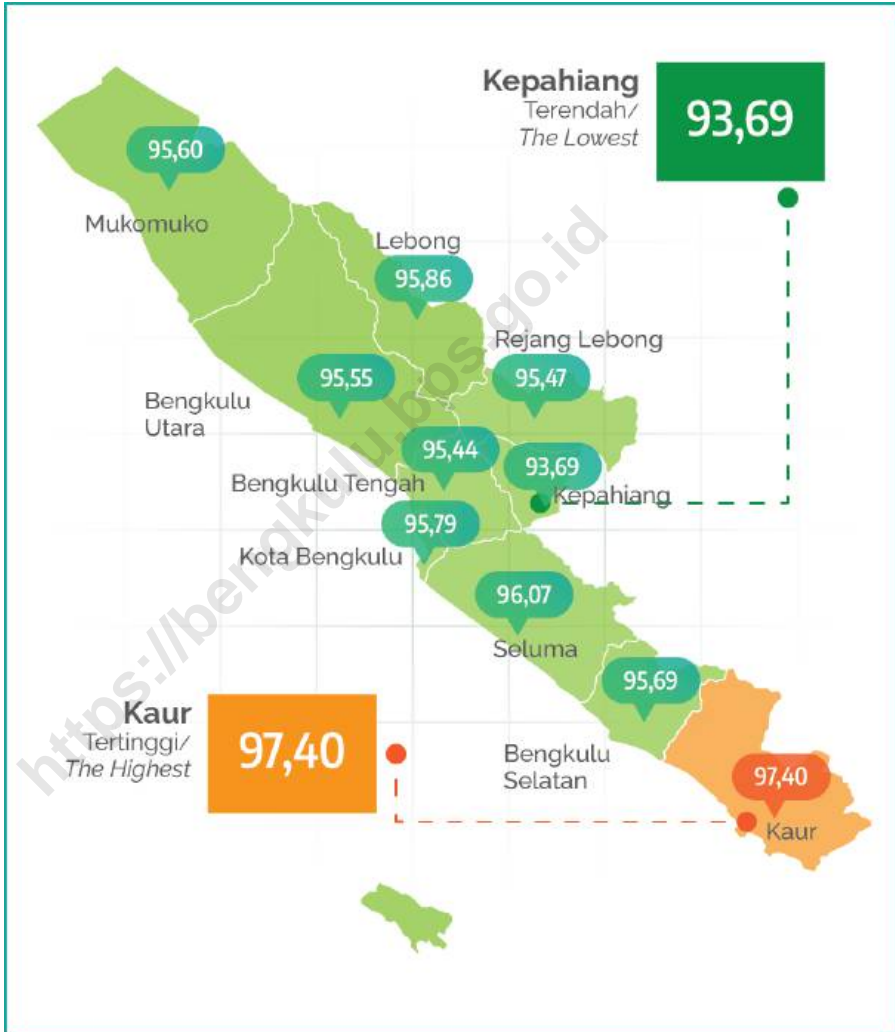 Kepahiang
Terendah/
The Lowest
93,69
95,60
Mukomuko
Lebong
95,86
Rejang Lebong
95,47
95,55
Bengkulu
Utara
95,44
Bengkulu Tengah
93,69
Kepahiang
95,79
Kota Bengkulu
96,07
Seluma
95,69
Bengkulu
Selatan
Kaur
Tertinggi/
The Highest
97,40
97,40
Kaur
https://bengkulu.bps.go.id